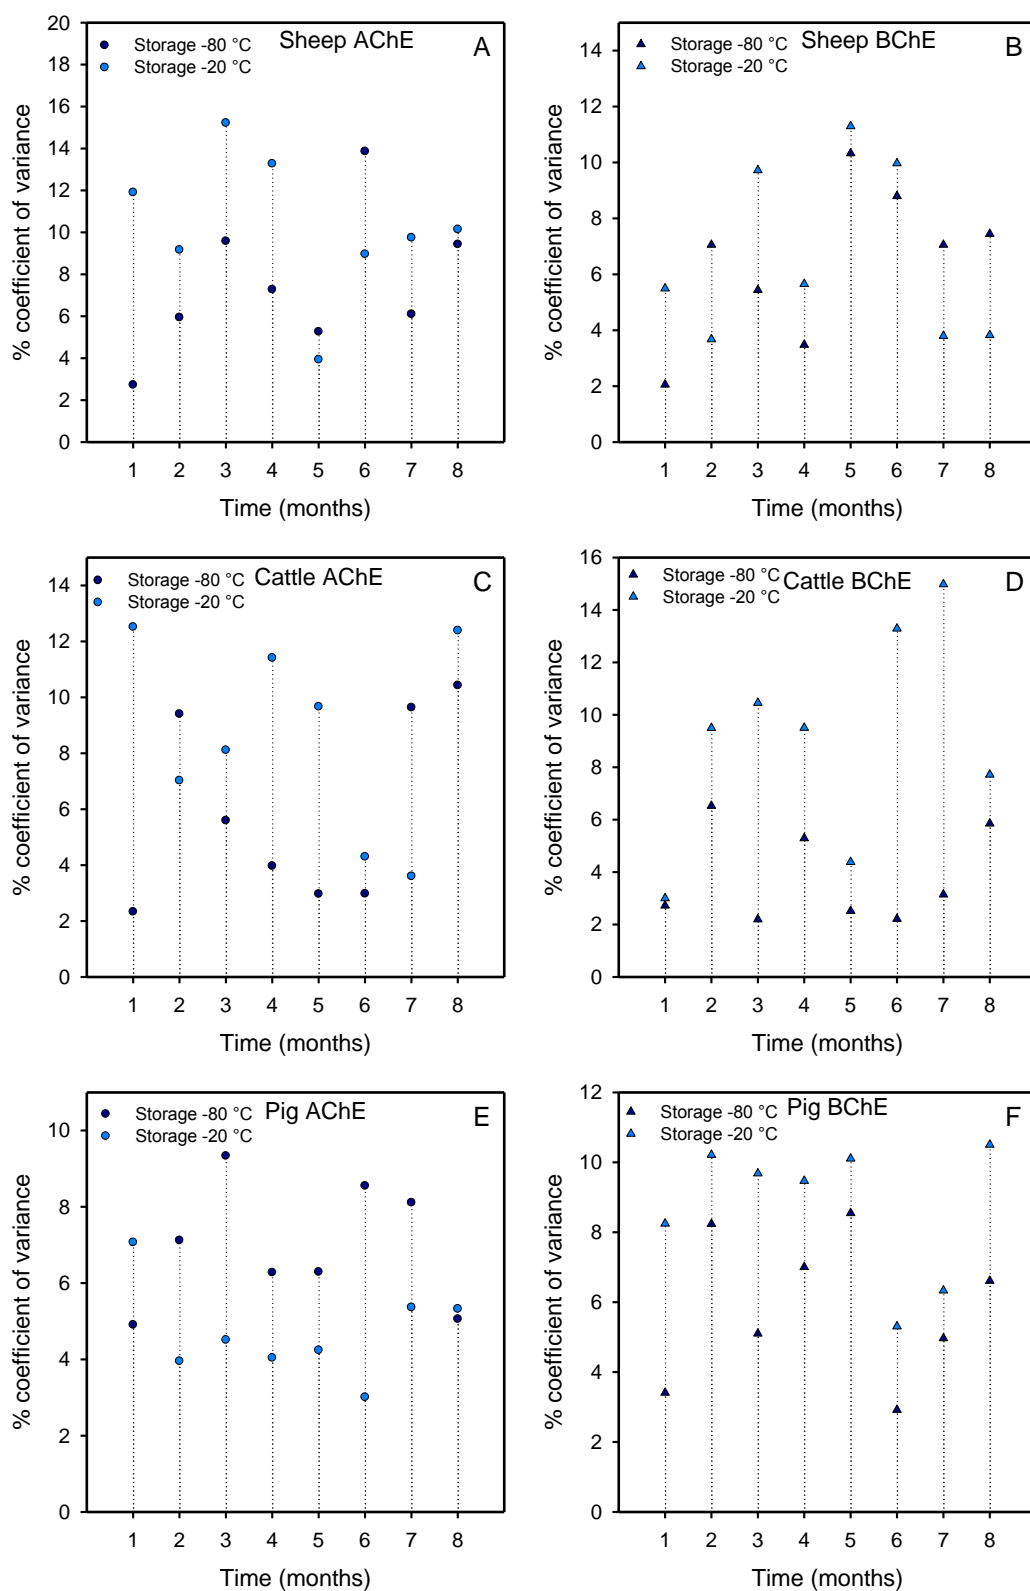 Sheep AChE
A
Storage -80 °C
Storage -20 °C
% coefficient of variance
20
18
16
14
12
10
8
6
4
2
0
1 2 3 4 5 6 7 8
Time (months)
Sheep BChE
B
Storage -80 °C
Storage -20 °C
% coefficient of variance
14
12
10
8
6
4
2
0
1 2 3 4 5 6 7 8
Time (months)
Cattle AChE
C
Storage -80 °C
Storage -20 °C
% coefficient of variance
14
12
10
8
6
4
2
0
1 2 3 4 5 6 7 8
Time (months)
Cattle BChE
D
Storage -80 °C
Storage -20 °C
% coefficient of variance
16
14
12
10
8
6
4
2
0
1 2 3 4 5 6 7 8
Time (months)
Pig AChE
E
Storage -80 °C
Storage -20 °C
% coefficient of variance
10
8
6
4
2
0
1 2 3 4 5 6 7 8
Time (months)
Pig BChE
F
Storage -80 °C
Storage -20 °C
% coefficient of variance
12
10
8
6
4
2
0
1 2 3 4 5 6 7 8
Time (months)